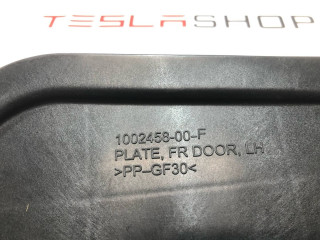 TESLASHOP
1002458-00-F
PLATE, FR DOOR, LH
>PP-GF30<